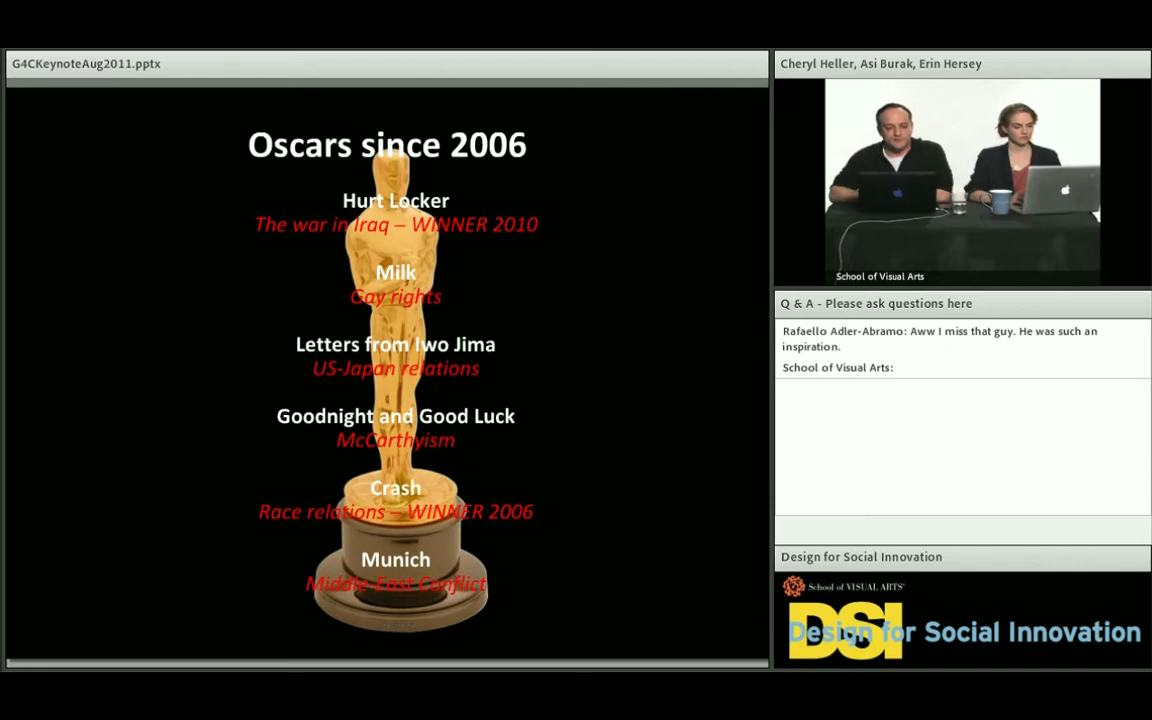 G4CKeynoteAug2011.pptx
Oscars since 2006
Hurt Locker
The war in Iraq – WINNER 2010
Milk
Gay rights
Letters from Iwo Jima
US-Japan relations
Goodnight and Good Luck
McCarthyism
Crash
Race relations – WINNER 2006
Munich
Middle-East Conflict
Cheryl Heller, Asi Burak, Erin Hersey
School of Visual Arts
Q & A - Please ask questions here
Rafaello Adler-Abramo: Aww I miss that guy. He was such an
inspiration.
School of Visual Arts:
Design for Social Innovation
School of VISUAL ARTS®
DSI
Design for Social Innovation